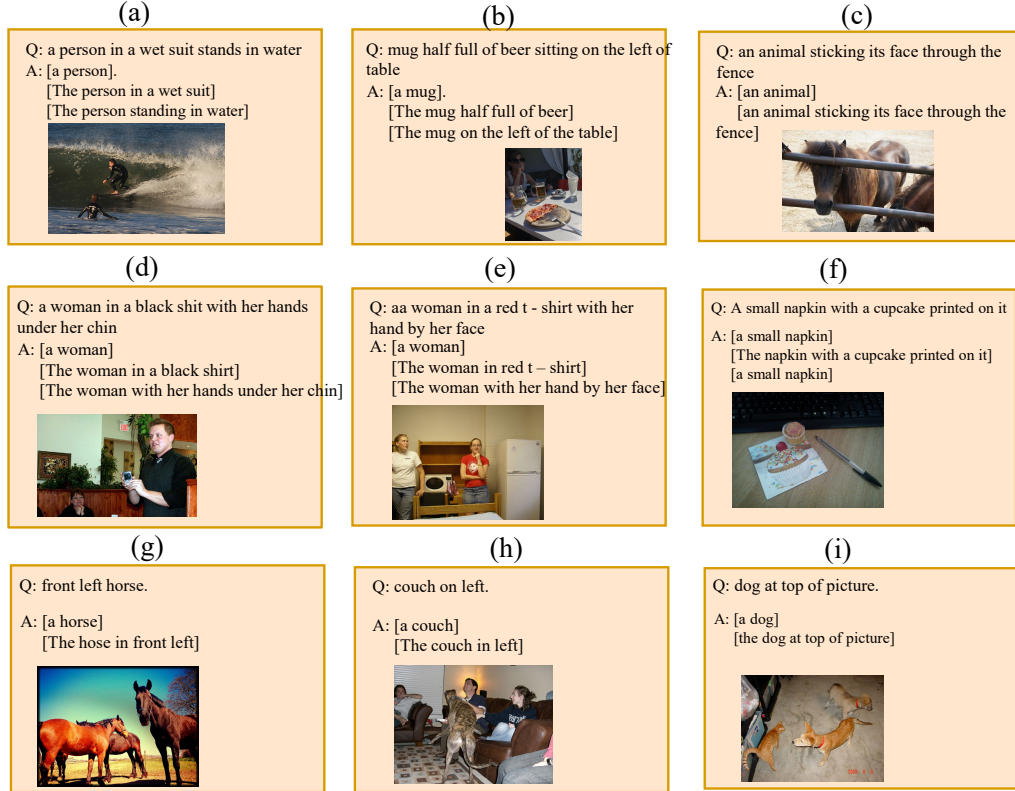 (a)
Q: a person in a wet suit stands in water
A: [a person].
[The person in a wet suit]
[The person standing in water]
(b)
Q: mug half full of beer sitting on the left of
table
A: [a mug].
[The mug half full of beer]
[The mug on the left of the table]
(c)
Q: an animal sticking its face through the
fence
A: [an animal]
[an animal sticking its face through the
fence]
(d)
Q: a woman in a black shit with her hands
under her chin
A: [a woman]
[The woman in a black shirt]
[The woman with her hands under her chin]
(e)
Q: aa woman in a red t - shirt with her
hand by her face
A: [a woman]
[The woman in red t – shirt]
[The woman with her hand by her face]
(f)
Q: A small napkin with a cupcake printed on it
A: [a small napkin]
[The napkin with a cupcake printed on it]
[a small napkin]
(g)
Q: front left horse.
A: [a horse]
[The hose in front left]
(h)
Q: couch on left.
A: [a couch]
[The couch in left]
(i)
Q: dog at top of picture.
A: [a dog]
[the dog at top of picture]